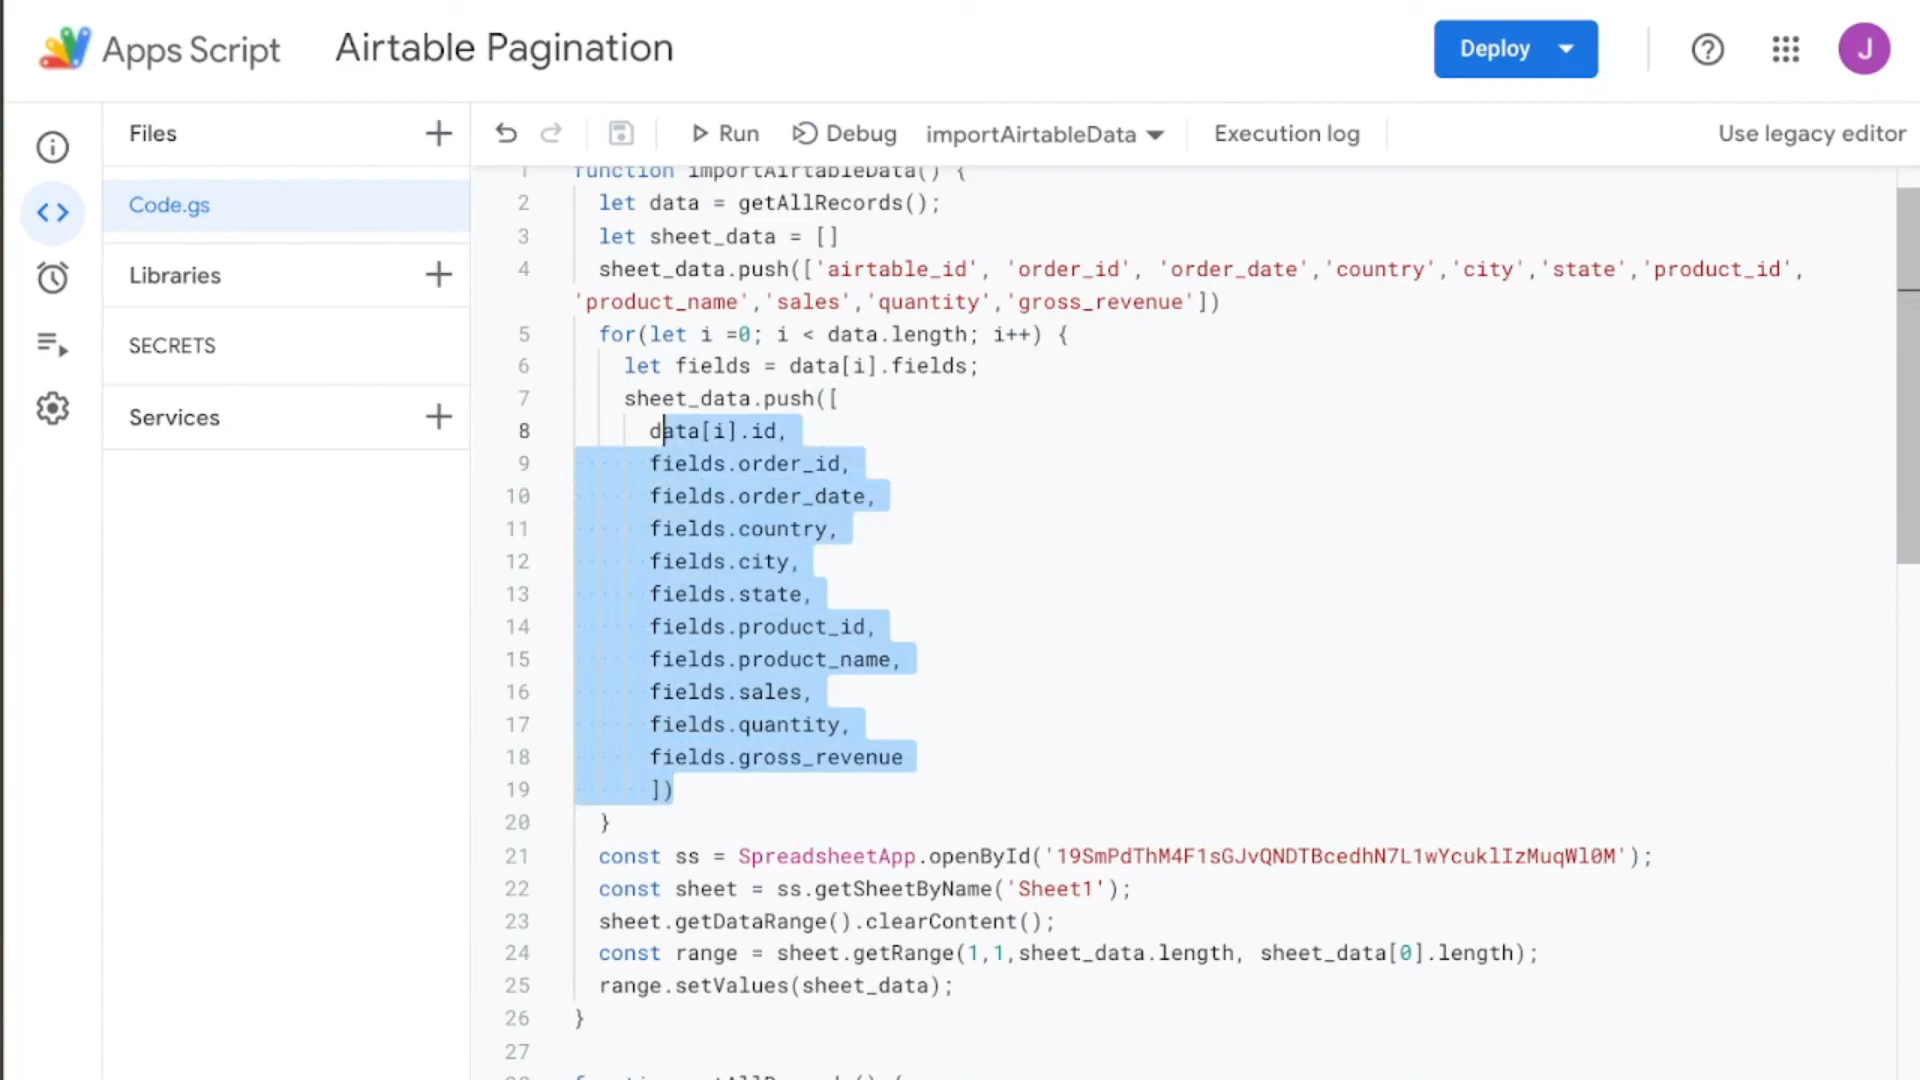 Apps Script
Airtable Pagination
Deploy
J
Files
Run
Debug
importAirtableData
Execution log
Use legacy editor
Code.gs
Libraries
SECRETS
Services
1 function importAirtableData() {
2 let data = getAllRecords();
3 let sheet_data = []
4 sheet_data.push(['airtable_id', 'order_id', 'order_date','country','city','state','product_id',
'product_name','sales','quantity','gross_revenue'])
5 for(let i =0; i < data.length; i++) {
6 let fields = data[i].fields;
7 sheet_data.push([
8 data[i].id,
9 fields.order_id,
10 fields.order_date,
11 fields.country,
12 fields.city,
13 fields.state,
14 fields.product_id,
15 fields.product_name,
16 fields.sales,
17 fields.quantity,
18 fields.gross_revenue
19 ])
20 }
21 const ss = SpreadsheetApp.openById('19SmPdThM4F1sGJvQNDTBcedhN7L1wYcuklIzMuqWl0M');
22 const sheet = ss.getSheetByName('Sheet1');
23 sheet.getDataRange().clearContent();
24 const range = sheet.getRange(1,1,sheet_data.length, sheet_data[0].length);
25 range.setValues(sheet_data);
26 }
27